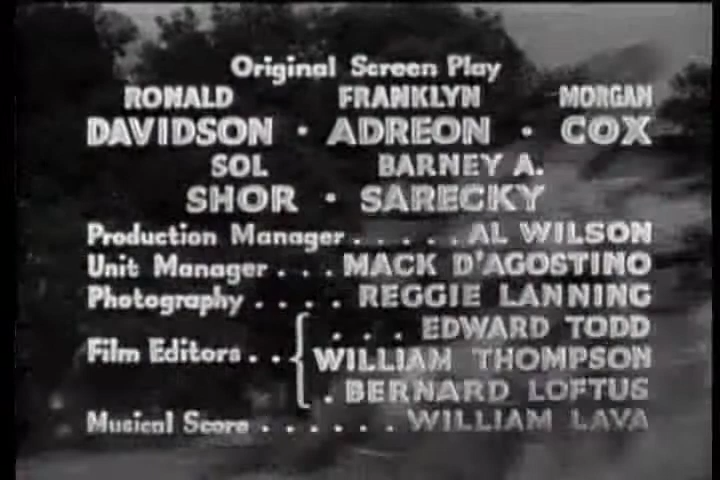 Original Screen Play
RONALD FRANKLYN MORGAN
DAVIDSON • ADREON • COX
SOL BARNEY A.
SHOR • SARECKY
Production Manager . . . . . AL WILSON
Unit Manager . . . MACK D'AGOSTINO
Photography . . . . REGGIE LANNING
. . . EDWARD TODD
Film Editors . . { WILLIAM THOMPSON
. BERNARD LOFTUS
Musical Score . . . . . . WILLIAM LAVA